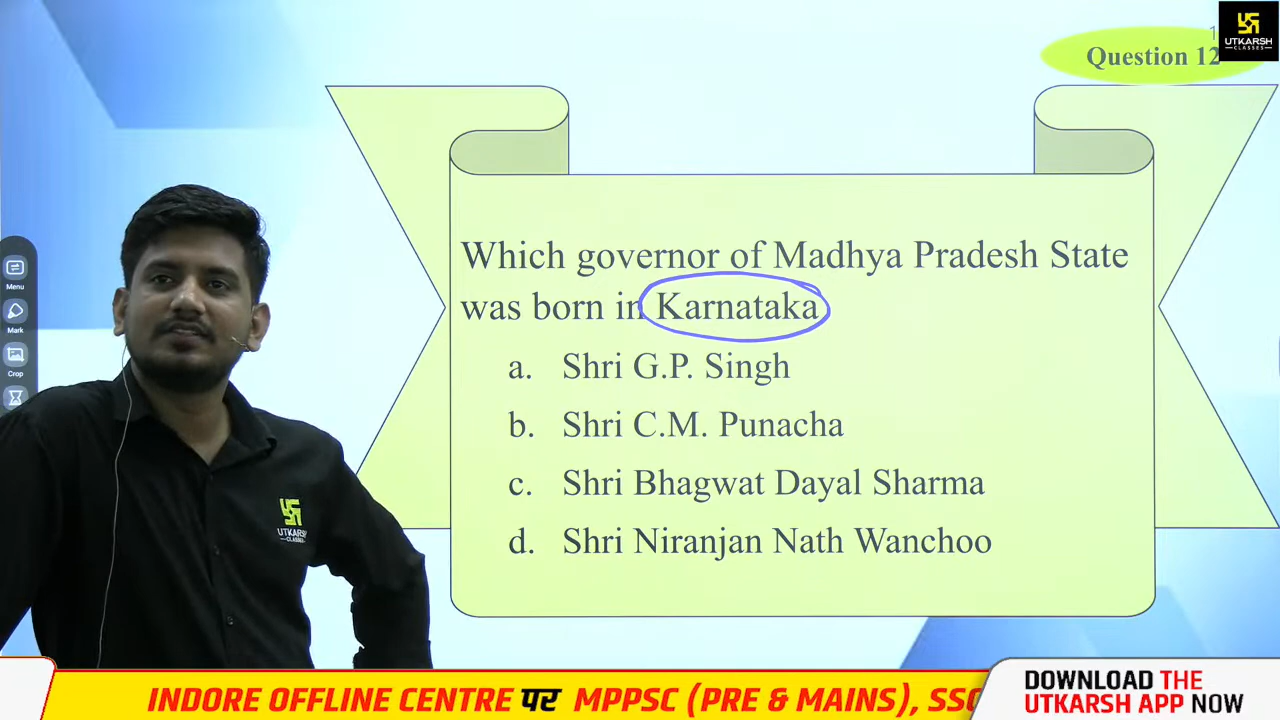 UTKARSH
CLASSES
Question 12
Which governor of Madhya Pradesh State
was born in Karnataka
a. Shri G.P. Singh
b. Shri C.M. Punacha
c. Shri Bhagwat Dayal Sharma
d. Shri Niranjan Nath Wanchoo
Menu
Mark
Crop
UTKARSH
CLASSES
INDORE OFFLINE CENTRE पर MPPSC (PRE & MAINS), SSC
DOWNLOAD THE
UTKARSH APP NOW